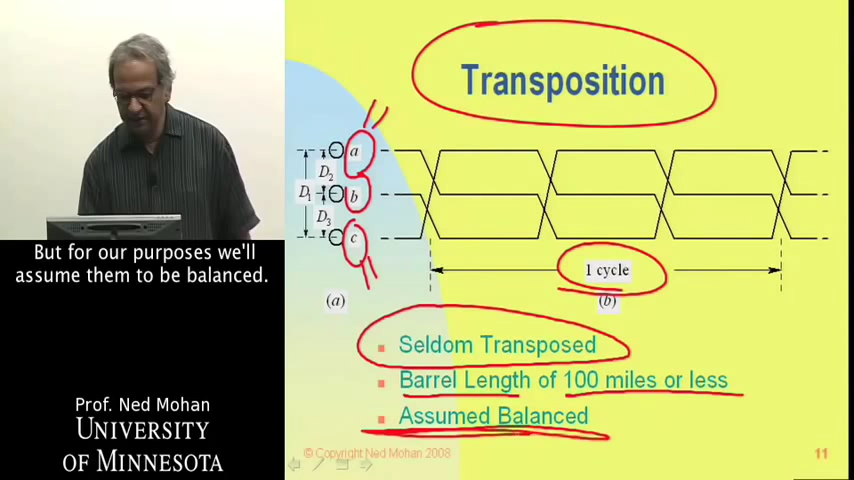 Transposition
a
D₂
D₁
b
D₃
c
1 cycle
(a)
(b)
Seldom Transposed
Barrel Length of 100 miles or less
Assumed Balanced
© Copyright Ned Mohan 2008
11
But for our purposes we'll
assume them to be balanced.
Prof. Ned Mohan
UNIVERSITY
OF MINNESOTA